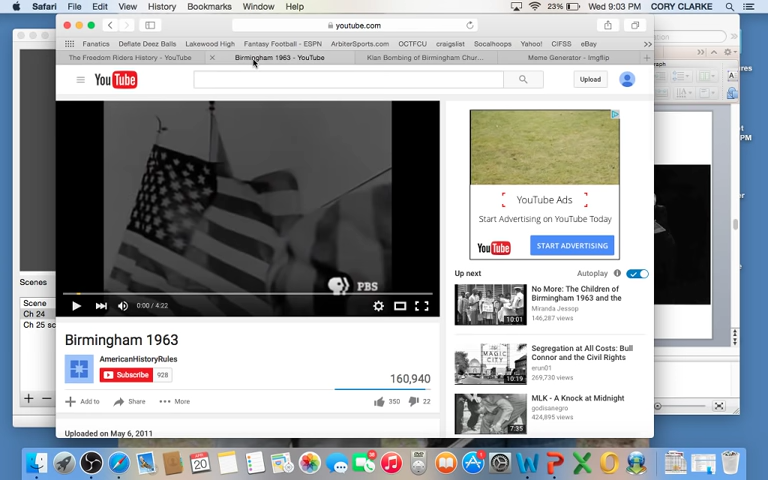 Safari File Edit View History Bookmarks Window Help 23% Wed 9:03 PM CORY CLARKE
youtube.com
Fanatics Deflate Deez Balls Lakewood High Fantasy Football - ESPN ArbiterSports.com OCTFCU craigslist Socalhoops Yahoo! CIFSS eBay >>
The Freedom Riders History - YouTube Birmingham 1963 - YouTube Klan Bombing of Birmingham Chur... Meme Generator - Imgflip
YouTube Upload
PBS
0:00 / 4:22
Birmingham 1963
AmericanHistoryRules
Subscribe 928
160,940
Add to Share More 350 22
Uploaded on May 6, 2011
YouTube Ads
Start Advertising on YouTube Today
YouTube START ADVERTISING
Up next Autoplay
No More: The Children of
Birmingham 1963 and the
Miranda Jessop
146,287 views
10:01
Segregation at All Costs: Bull
Connor and the Civil Rights
erun01
269,730 views
MAGIC
CITY
10:19
MLK - A Knock at Midnight
godisanegro
424,895 views
7:35
Scenes
Scene
Ch 24
Ch 25 sc
APR
20